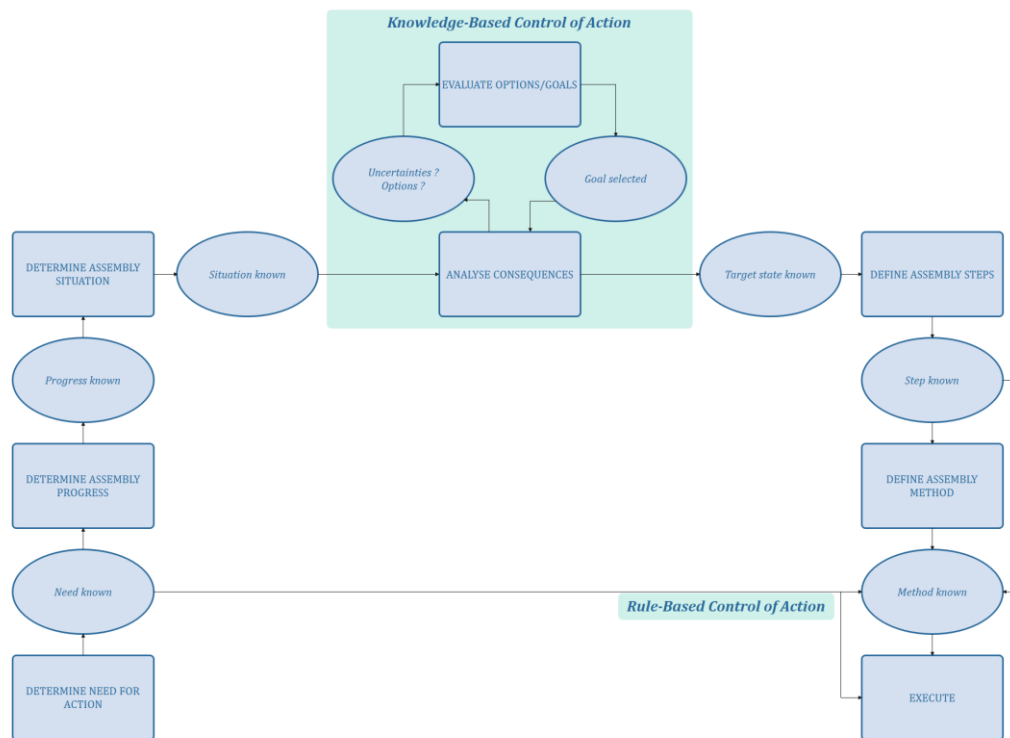 Knowledge-Based Control of Action
EVALUATE OPTIONS/GOALS
Uncertainties ?
Options ?
Goal selected
DETERMINE ASSEMBLY
SITUATION
Situation known
ANALYSE CONSEQUENCES
Target state known
DEFINE ASSEMBLY STEPS
Progress known
Step known
DETERMINE ASSEMBLY
PROGRESS
DEFINE ASSEMBLY
METHOD
Need known
Rule-Based Control of Action
Method known
DETERMINE NEED FOR
ACTION
EXECUTE